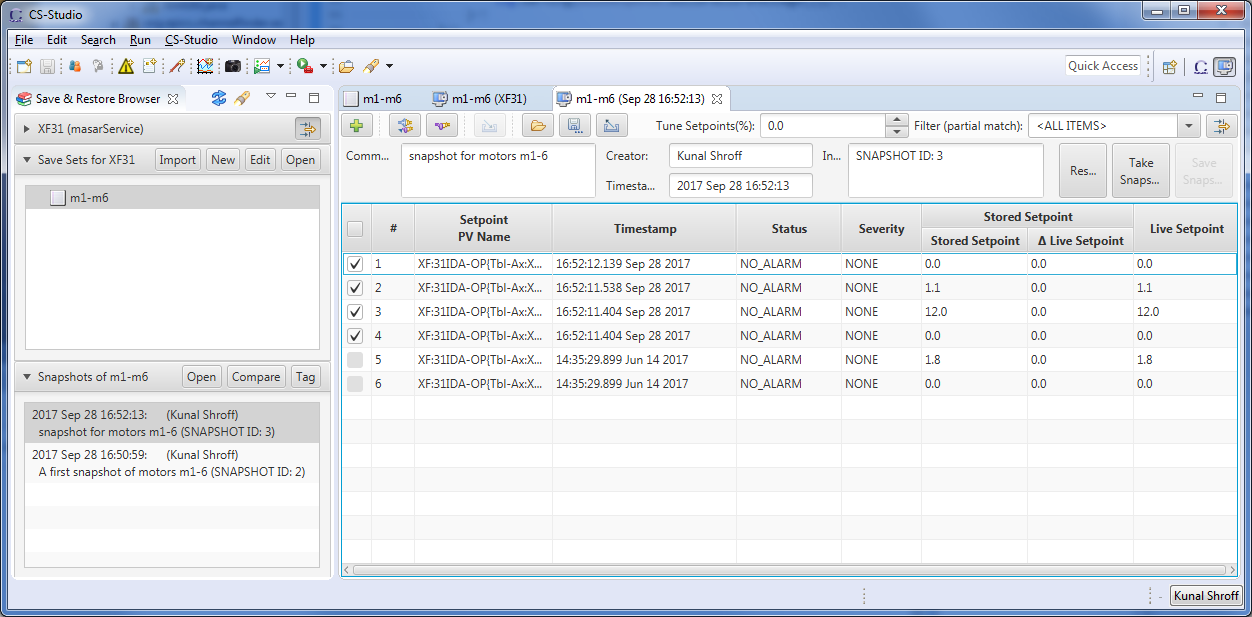 CS-Studio
File Edit Search Run CS-Studio Window Help
Quick Access
Save & Restore Browser
XF31 (masarService)
Save Sets for XF31 Import New Edit Open
m1-m6
Snapshots of m1-m6 Open Compare Tag
2017 Sep 28 16:52:13: (Kunal Shroff)
snapshot for motors m1-6 (SNAPSHOT ID: 3)
2017 Sep 28 16:50:59: (Kunal Shroff)
A first snapshot of motors m1-6 (SNAPSHOT ID: 2)
m1-m6 m1-m6 (XF31) m1-m6 (Sep 28 16:52:13)
Tune Setpoints(%): 0.0 Filter (partial match): <ALL ITEMS>
Comm... snapshot for motors m1-6 Creator: Kunal Shroff In... SNAPSHOT ID: 3
Timesta... 2017 Sep 28 16:52:13
Res...
Take
Snaps...
Save
Snaps...
# Setpoint
PV Name
Timestamp Status Severity Stored Setpoint
Stored Setpoint Δ Live Setpoint
Live Setpoint
1 XF:31IDA-OP{Tbl-Ax:X... 16:52:12.139 Sep 28 2017 NO_ALARM NONE 0.0 0.0 0.0
2 XF:31IDA-OP{Tbl-Ax:X... 16:52:11.538 Sep 28 2017 NO_ALARM NONE 1.1 0.0 1.1
3 XF:31IDA-OP{Tbl-Ax:X... 16:52:11.404 Sep 28 2017 NO_ALARM NONE 12.0 0.0 12.0
4 XF:31IDA-OP{Tbl-Ax:X... 16:52:11.404 Sep 28 2017 NO_ALARM NONE 0.0 0.0 0.0
5 XF:31IDA-OP{Tbl-Ax:X... 14:35:29.899 Jun 14 2017 NO_ALARM NONE 1.8 0.0 1.8
6 XF:31IDA-OP{Tbl-Ax:X... 14:35:29.899 Jun 14 2017 NO_ALARM NONE 0.0 0.0 0.0
Kunal Shroff